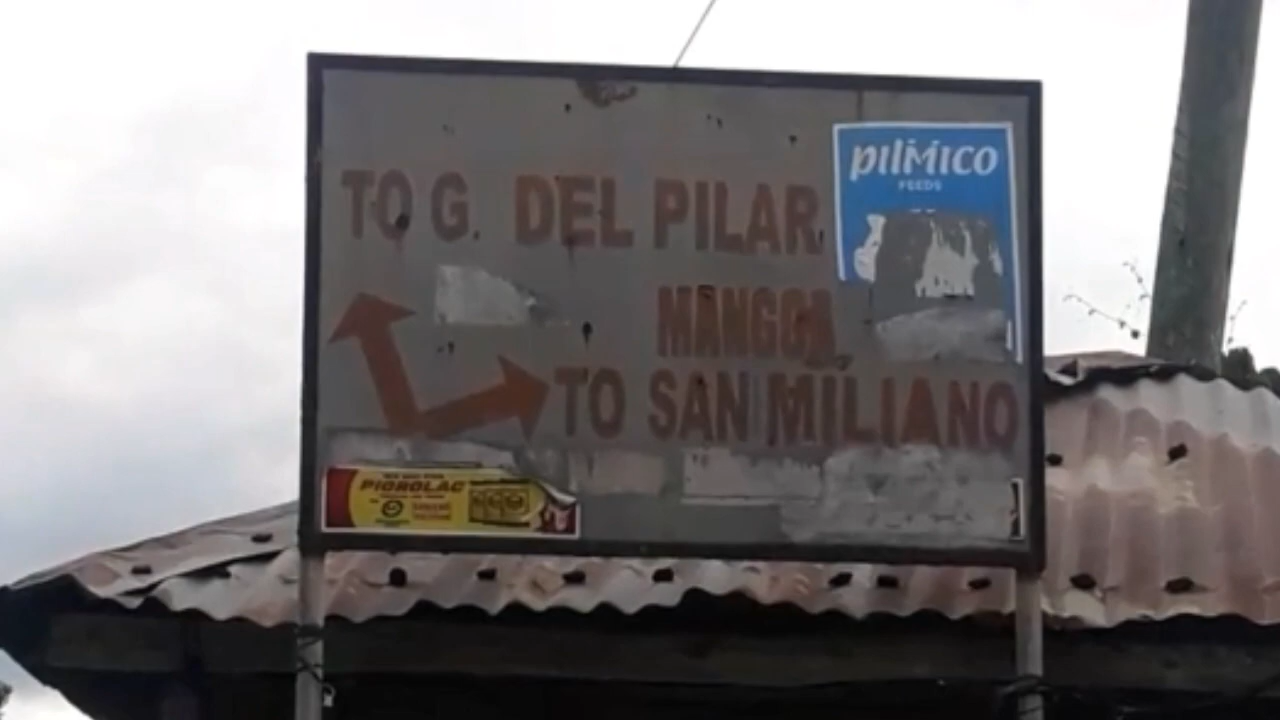 TO G. DEL PILAR
PILMICO
FEEDS
MANGGA
TO SAN MILIANO
PIGROLAC